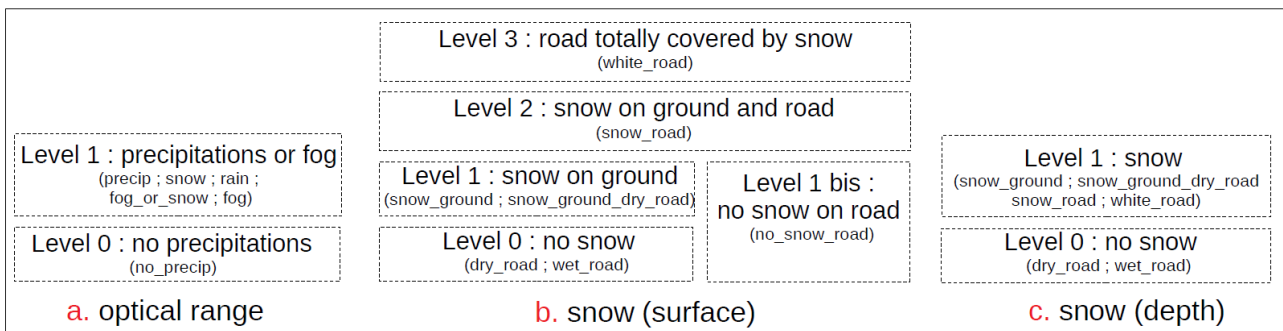 Level 1 : precipitations or fog
(precip ; snow ; rain ;
fog_or_snow ; fog)
Level 0 : no precipitations
(no_precip)
a. optical range
Level 3 : road totally covered by snow
(white_road)
Level 2 : snow on ground and road
(snow_road)
Level 1 : snow on ground
(snow_ground ; snow_ground_dry_road)
Level 0 : no snow
(dry_road ; wet_road)
Level 1 bis :
no snow on road
(no_snow_road)
b. snow (surface)
Level 1 : snow
(snow_ground ; snow_ground_dry_road
snow_road ; white_road)
Level 0 : no snow
(dry_road ; wet_road)
c. snow (depth)